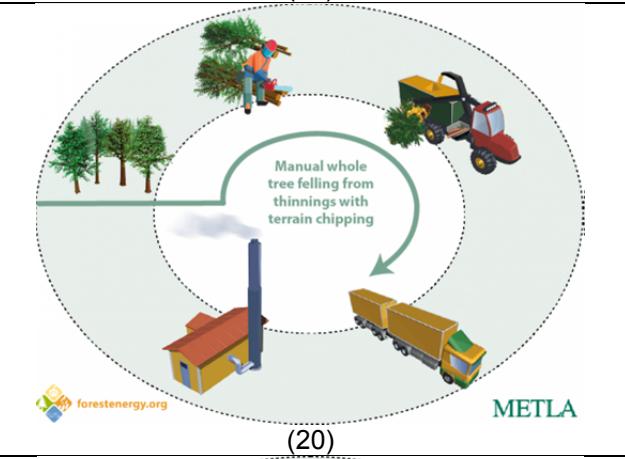 Manual whole
tree felling from
thinnings with
terrain chipping
forestenergy.org
METLA
(20)